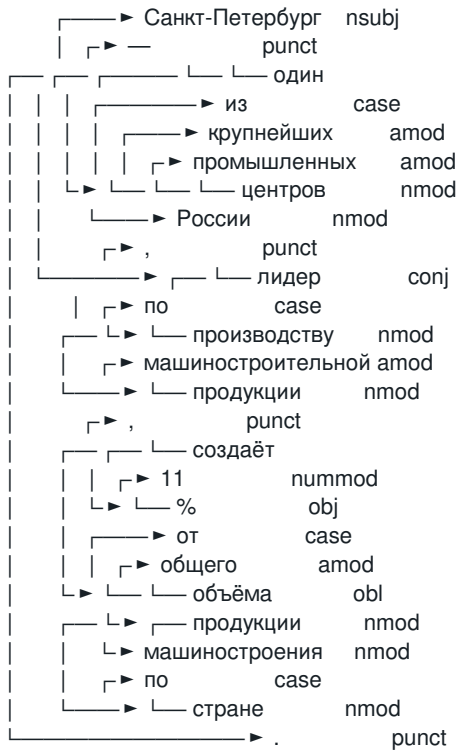 Санкт-Петербург nsubj
— punct
один
из case
крупнейших amod
промышленных amod
центров nmod
России nmod
, punct
лидер conj
по case
производству nmod
машиностроительной amod
продукции nmod
, punct
создаёт
11 nummod
% obj
от case
общего amod
объёма obl
продукции nmod
машиностроения nmod
по case
стране nmod
. punct